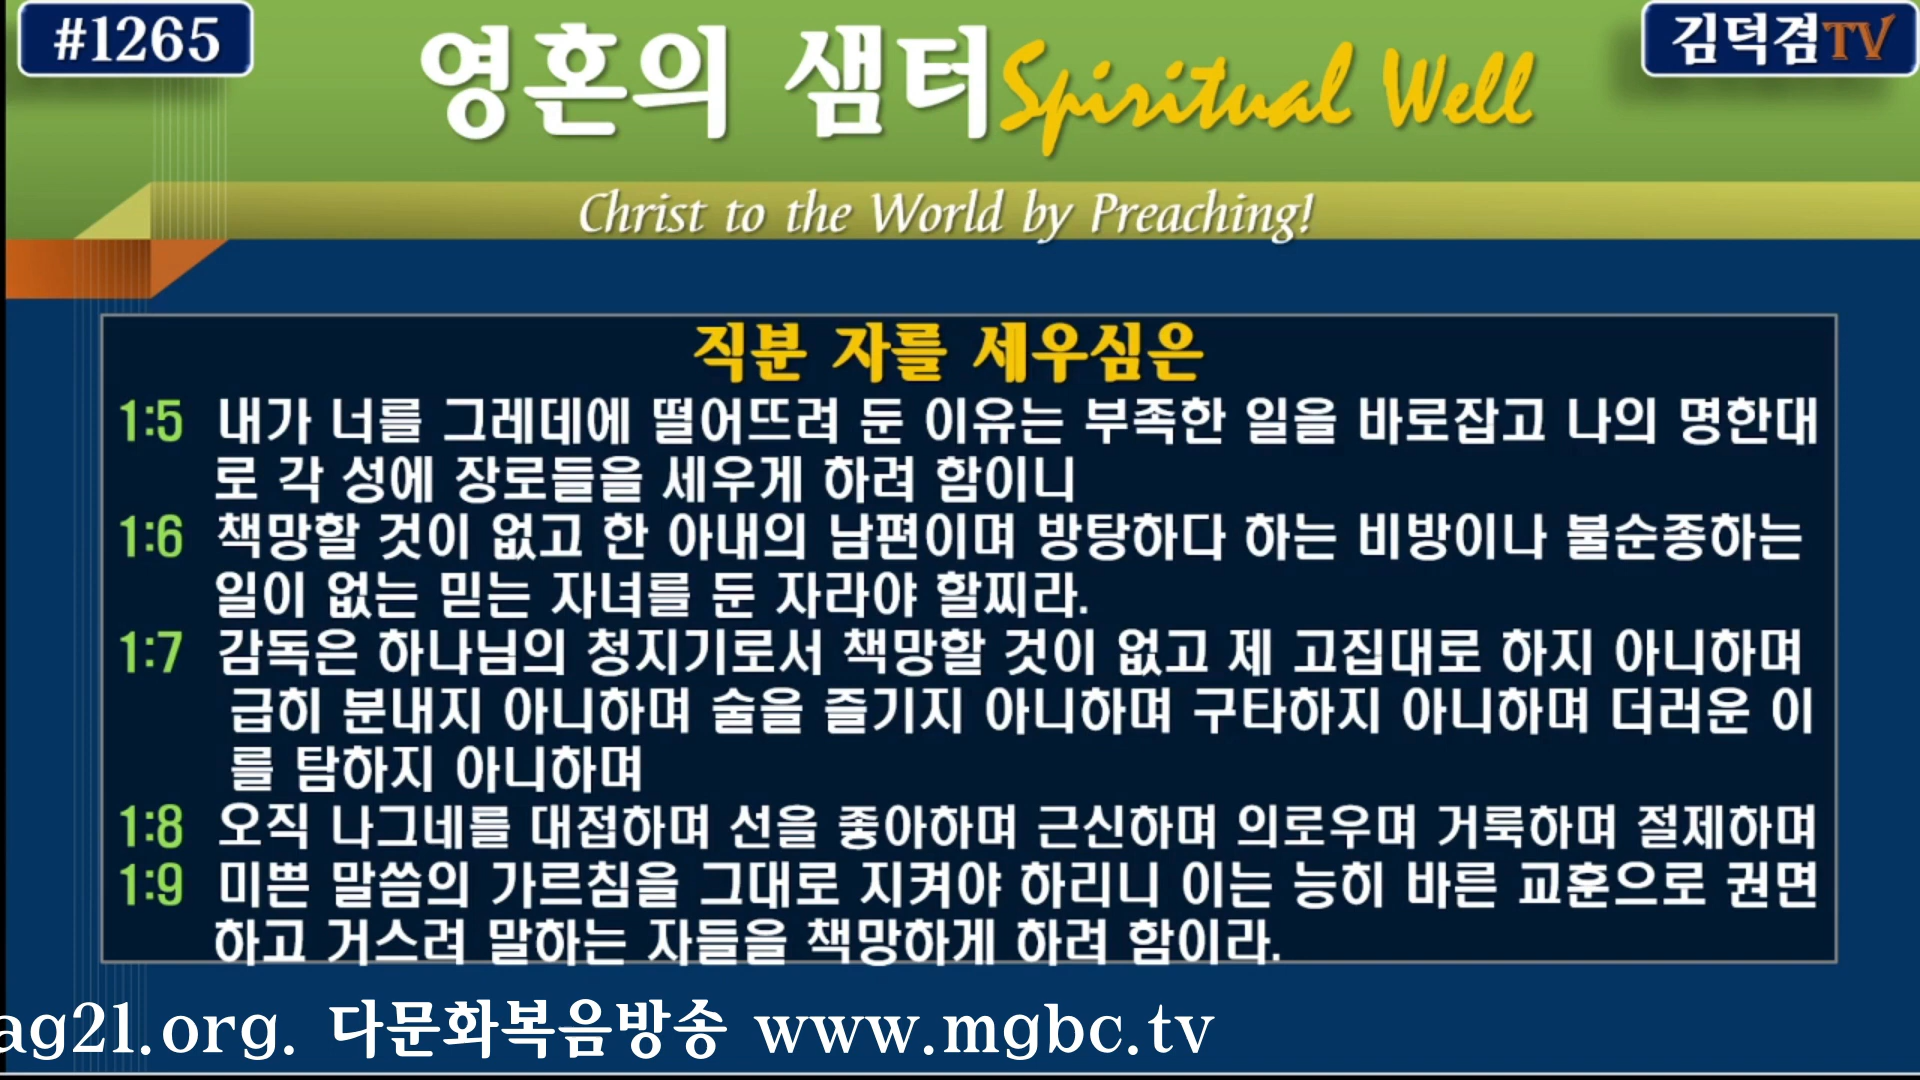 #1265
영혼의 샘터 Spiritual Well
김덕겸TV
Christ to the World by Preaching!
직분 자를 세우심은
1:5 내가 너를 그레데에 떨어뜨려 둔 이유는 부족한 일을 바로잡고 나의 명한대
로 각 성에 장로들을 세우게 하려 함이니
1:6 책망할 것이 없고 한 아내의 남편이며 방탕하다 하는 비방이나 불순종하는
일이 없는 믿는 자녀를 둔 자라야 할찌라.
1:7 감독은 하나님의 청지기로서 책망할 것이 없고 제 고집대로 하지 아니하며
급히 분내지 아니하며 술을 즐기지 아니하며 구타하지 아니하며 더러운 이
를 탐하지 아니하며
1:8 오직 나그네를 대접하며 선을 좋아하며 근신하며 의로우며 거룩하며 절제하며
1:9 미쁜 말씀의 가르침을 그대로 지켜야 하리니 이는 능히 바른 교훈으로 권면
하고 거스려 말하는 자들을 책망하게 하려 함이라.
ag21.org. 다문화복음방송 www.mgbc.tv